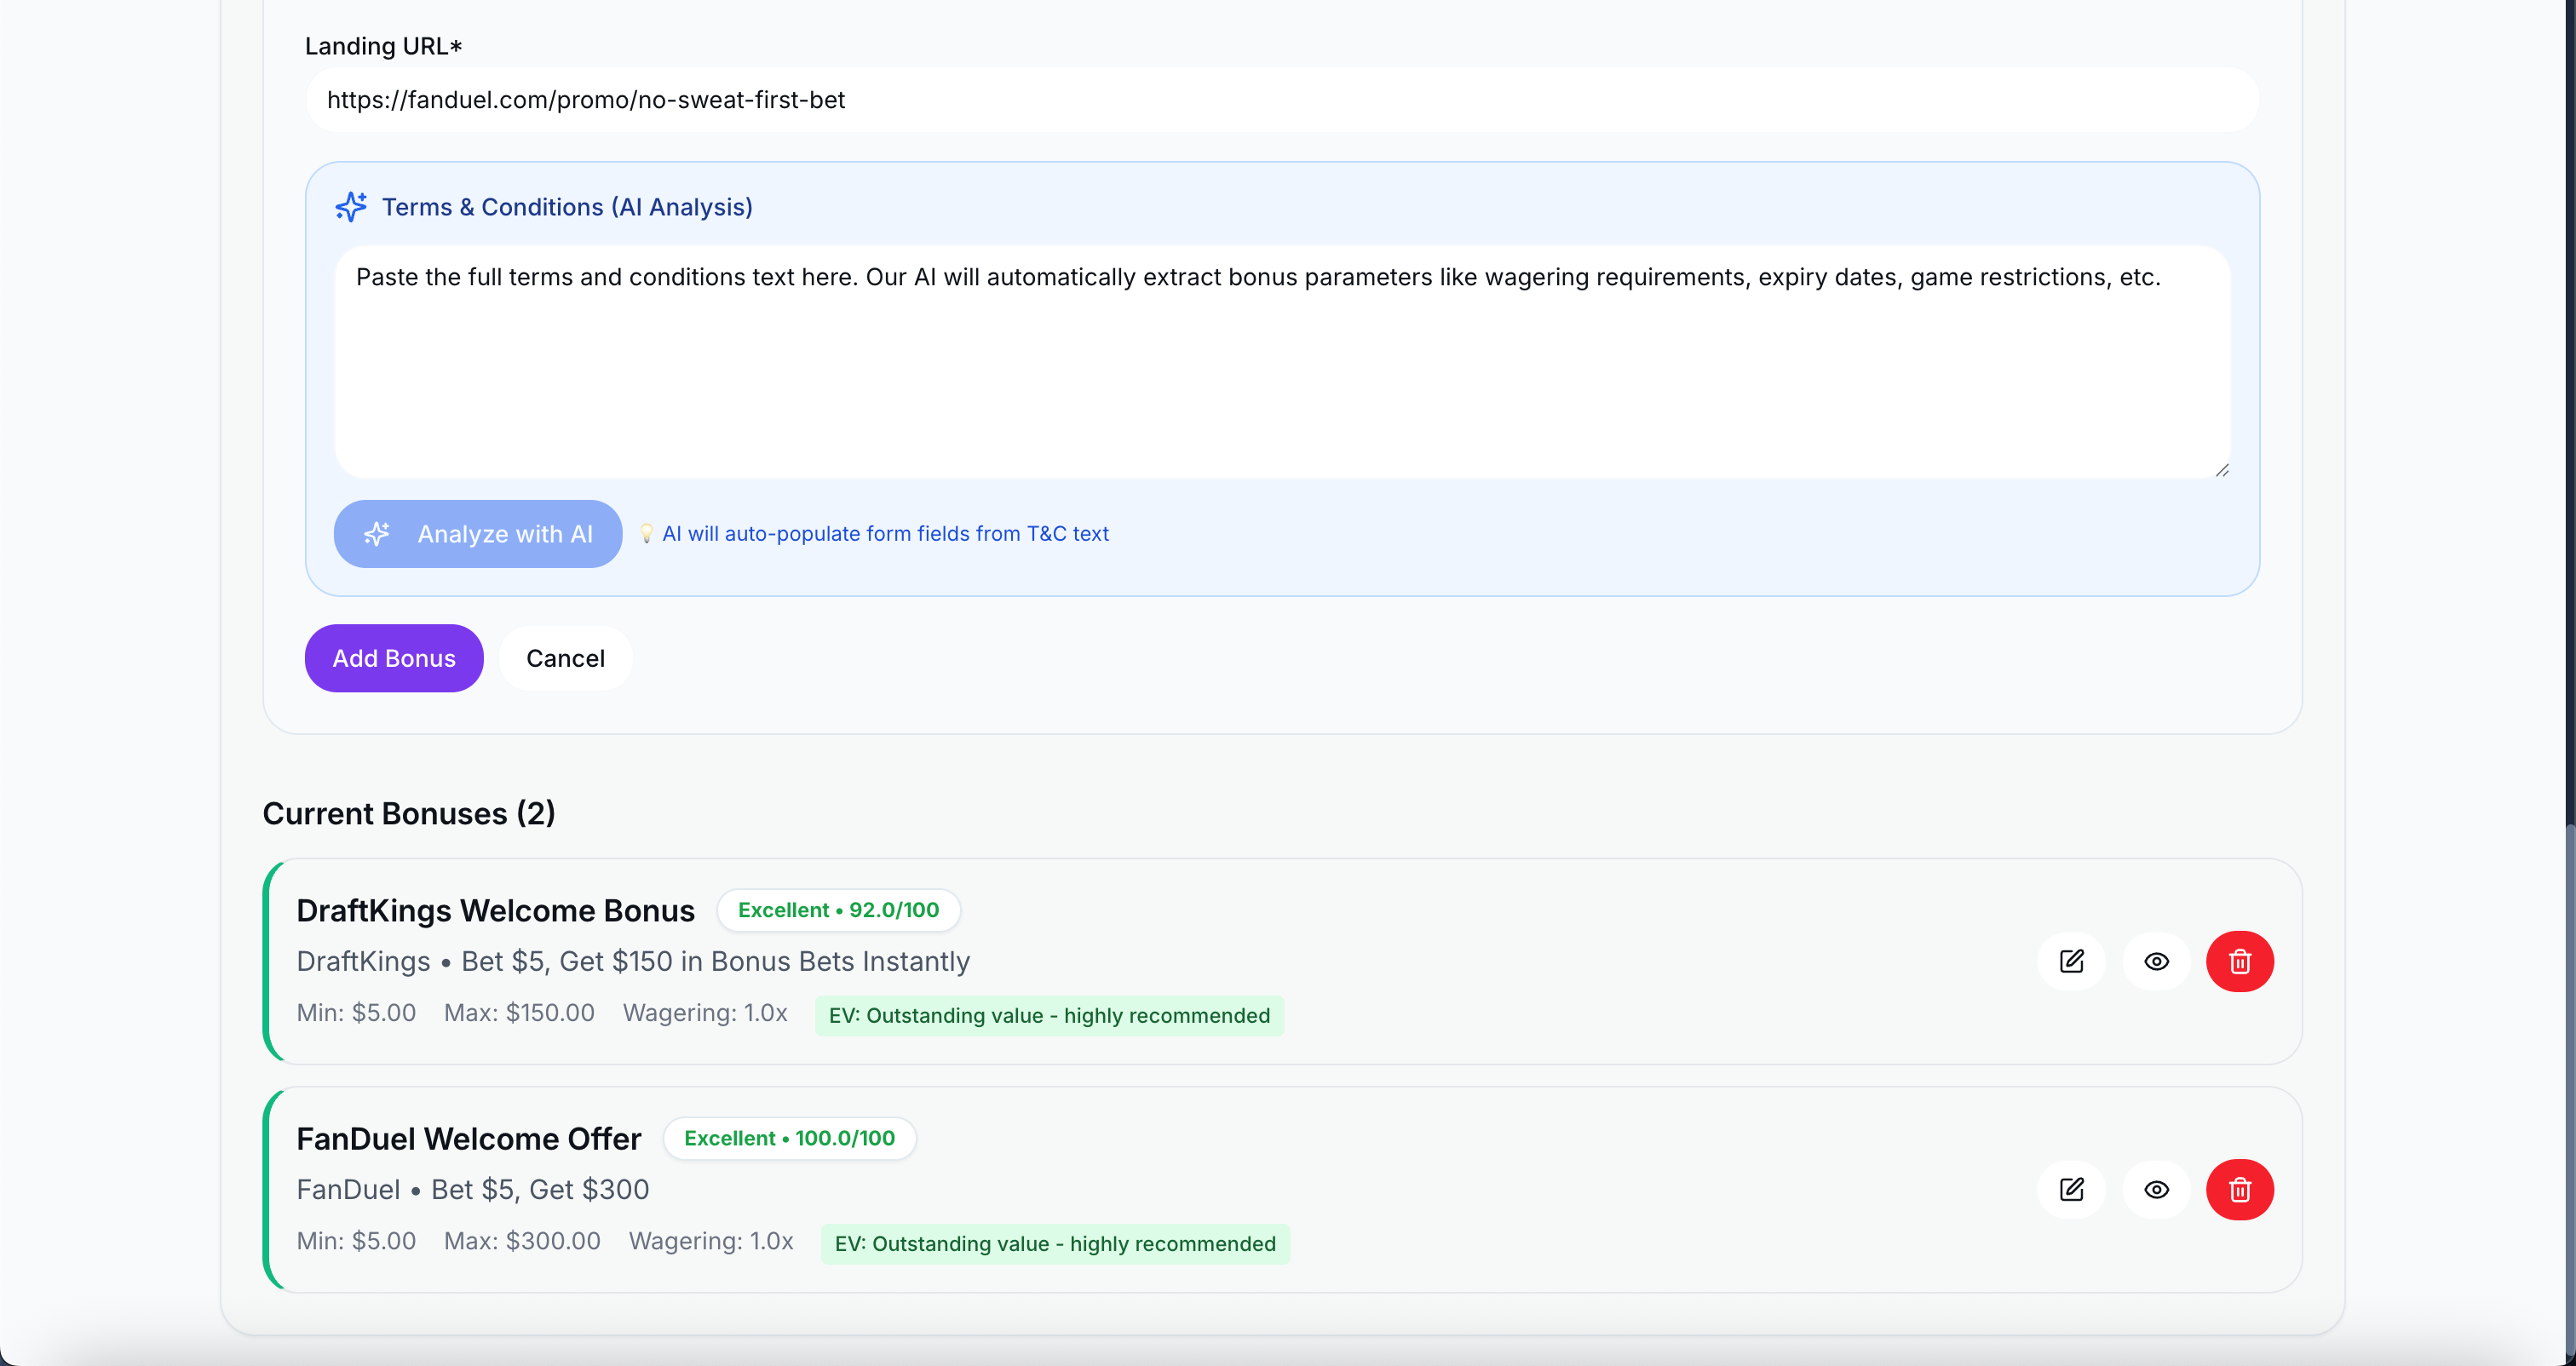 Landing URL*
https://fanduel.com/promo/no-sweat-first-bet
Terms & Conditions (AI Analysis)
Paste the full terms and conditions text here. Our AI will automatically extract bonus parameters like wagering requirements, expiry dates, game restrictions, etc.
Analyze with AI
AI will auto-populate form fields from T&C text
Add Bonus
Cancel
Current Bonuses (2)
DraftKings Welcome Bonus
Excellent • 92.0/100
DraftKings • Bet $5, Get $150 in Bonus Bets Instantly
Min: $5.00 Max: $150.00 Wagering: 1.0x EV: Outstanding value - highly recommended
FanDuel Welcome Offer
Excellent • 100.0/100
FanDuel • Bet $5, Get $300
Min: $5.00 Max: $300.00 Wagering: 1.0x EV: Outstanding value - highly recommended